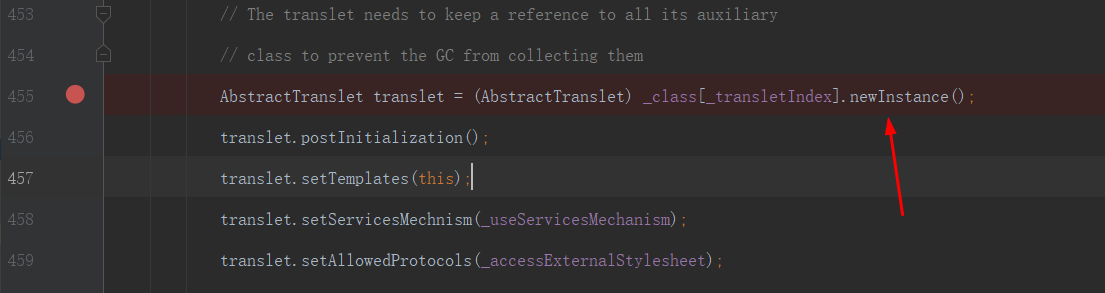 453 // The translet needs to keep a reference to all its auxiliary
454 // class to prevent the GC from collecting them
455 AbstractTranslet translet = (AbstractTranslet) _class[_transletIndex].newInstance();
456 translet.postInitialization();
457 translet.setTemplates(this);
458 translet.setServicesMechnism(_useServicesMechanism);
459 translet.setAllowedProtocols(_accessExternalStylesheet);